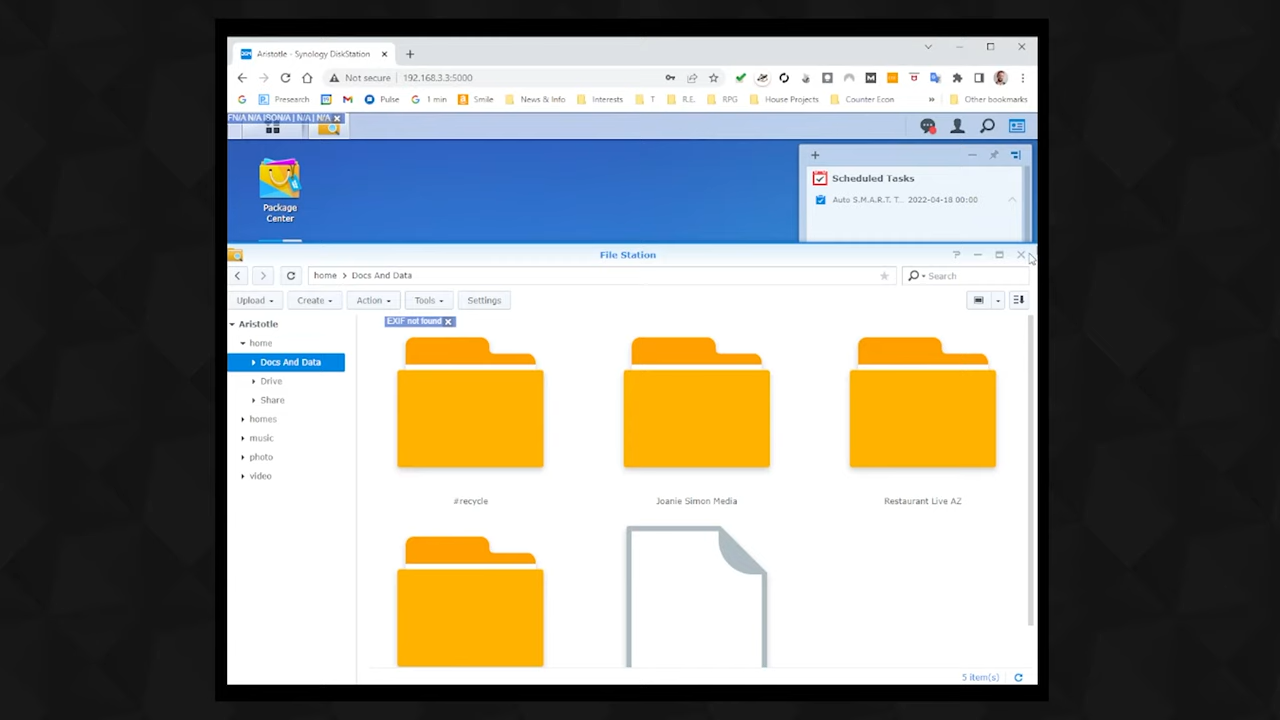 Aristotle - Synology DiskStation
Not secure 192.168.3.3:5000
Presearch Pulse 1 min Smile News & Info Interests T R.E. RPG House Projects Counter Econ » Other bookmarks
FN/A N/A ISON/A | N/A | N/A
Package
Center
Scheduled Tasks
Auto S.M.A.R.T. T... 2022-04-18 00:00
File Station
home > Docs And Data Search
Upload Create Action Tools Settings
EXIF not found
Aristotle
home
Docs And Data
Drive
Share
homes
music
photo
video
#recycle Joanie Simon Media Restaurant Live AZ
5 item(s)